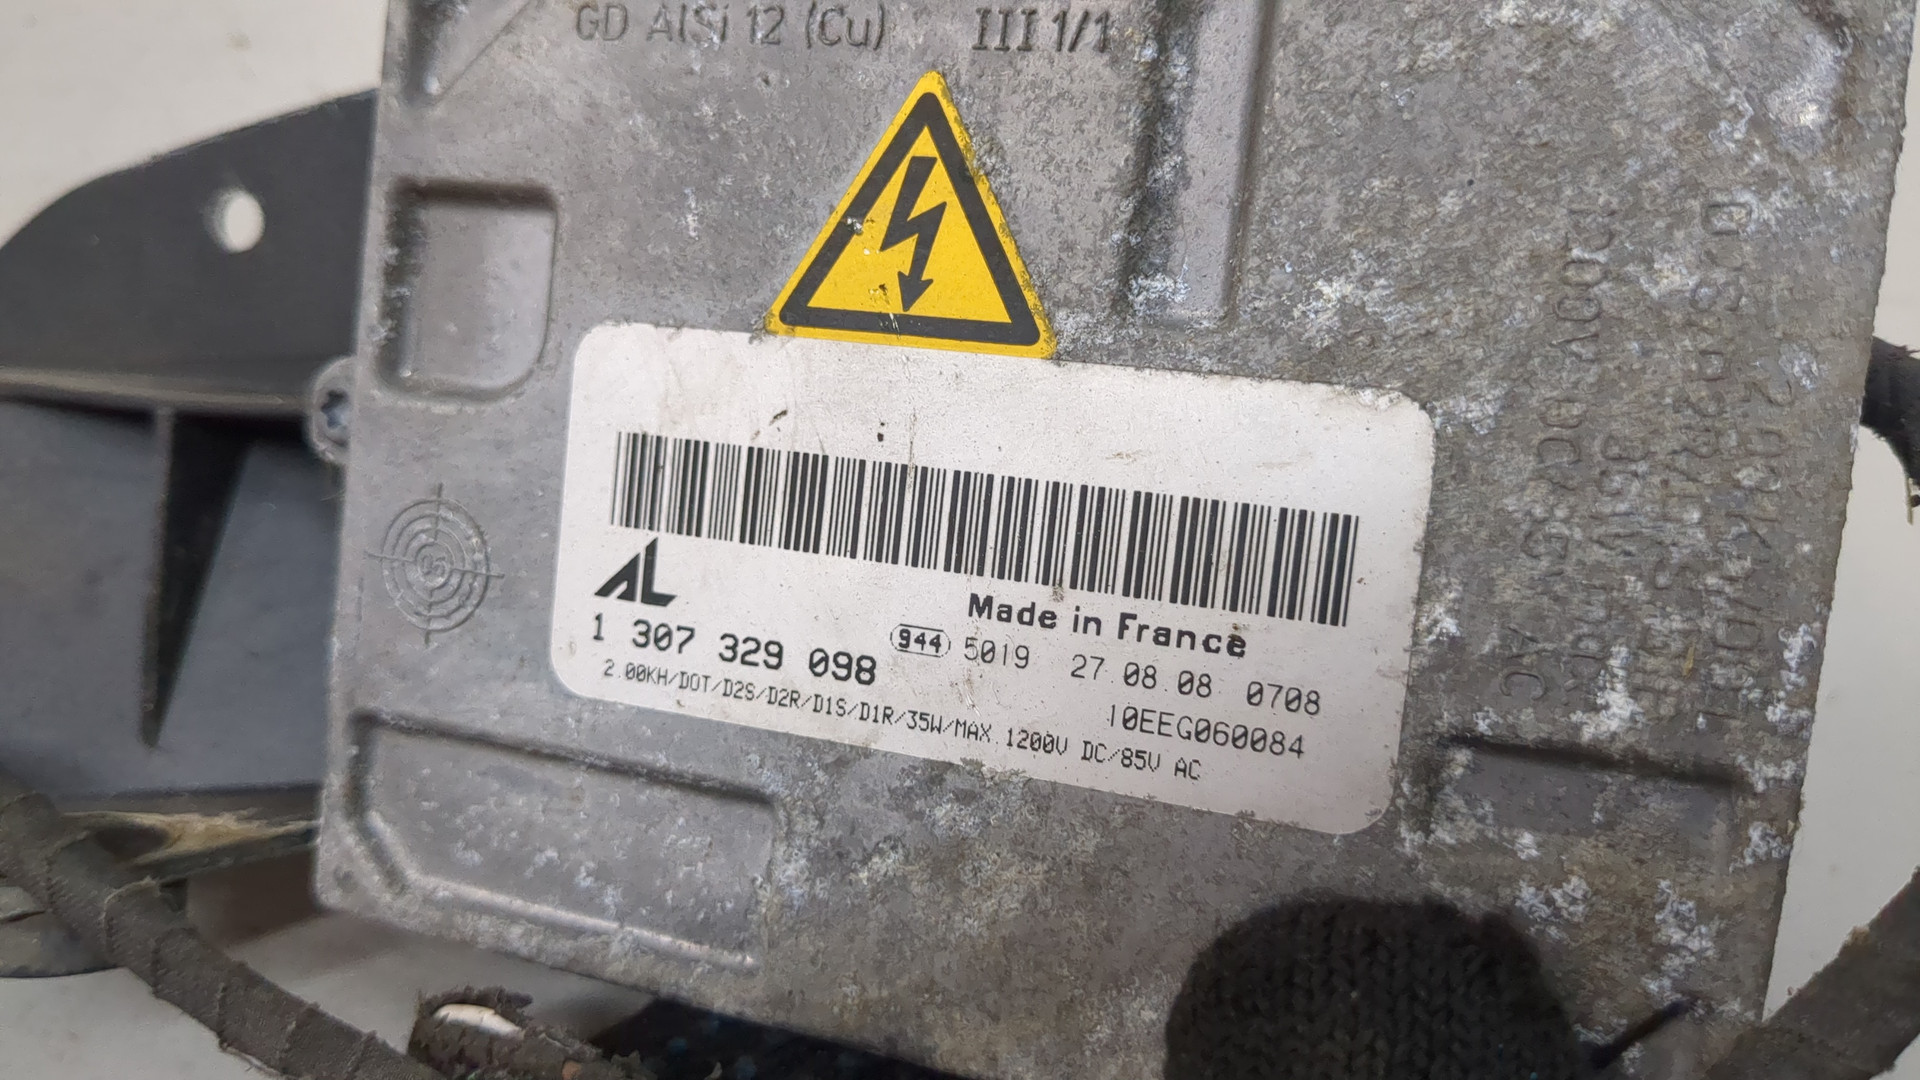 GD AlSi 12 (Cu) III 1/1
AL
Made in France
1 307 329 098
944 5019 27.08.08 0708
10EEG060084
2.00KH/DOT/D2S/D2R/D1S/D1R/35W/MAX 1200V DC/85V AC
05